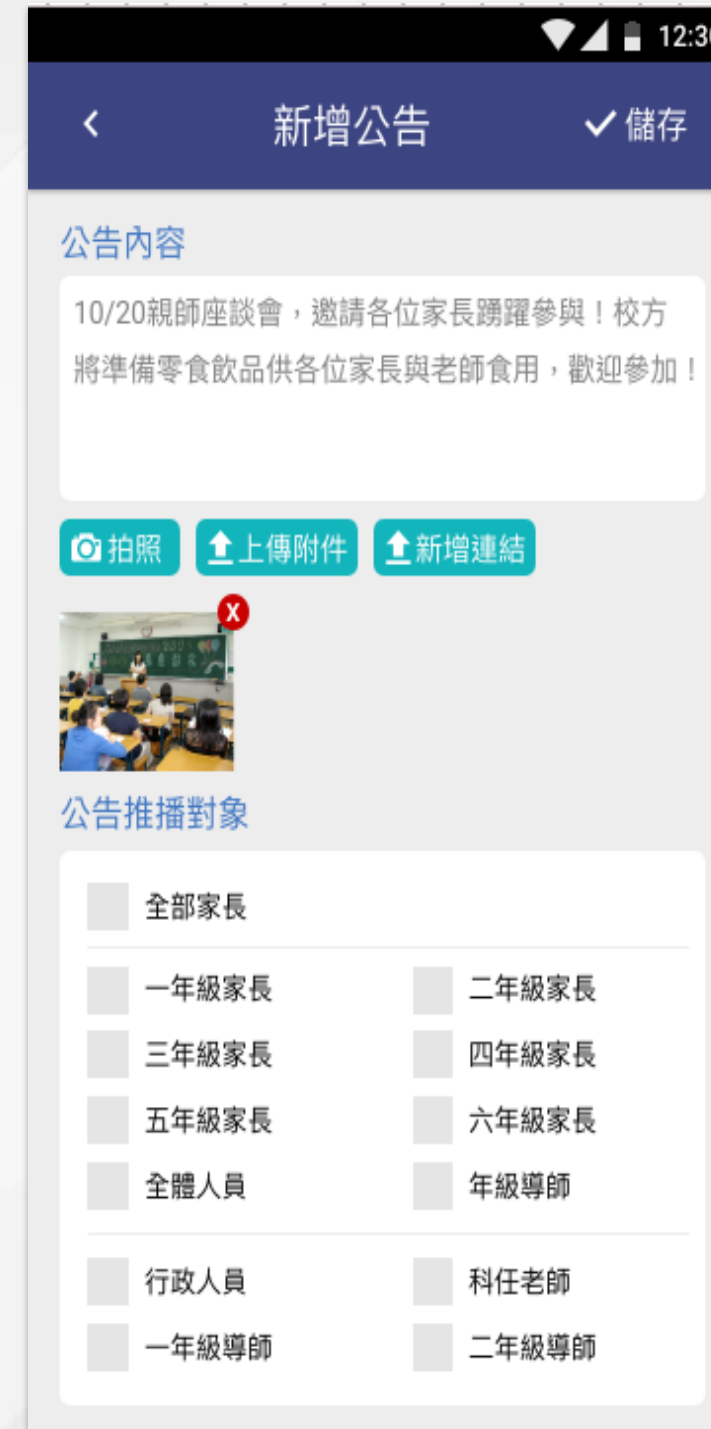 12:30
新增公告
儲存
公告內容
10/20親師座談會，邀請各位家長踴躍參與！校方
將準備零食飲品供各位家長與老師食用，歡迎參加！
拍照 上傳附件 新增連結
X
公告推播對象
全部家長
一年級家長 二年級家長
三年級家長 四年級家長
五年級家長 六年級家長
全體人員 年級導師
行政人員 科任老師
一年級導師 二年級導師